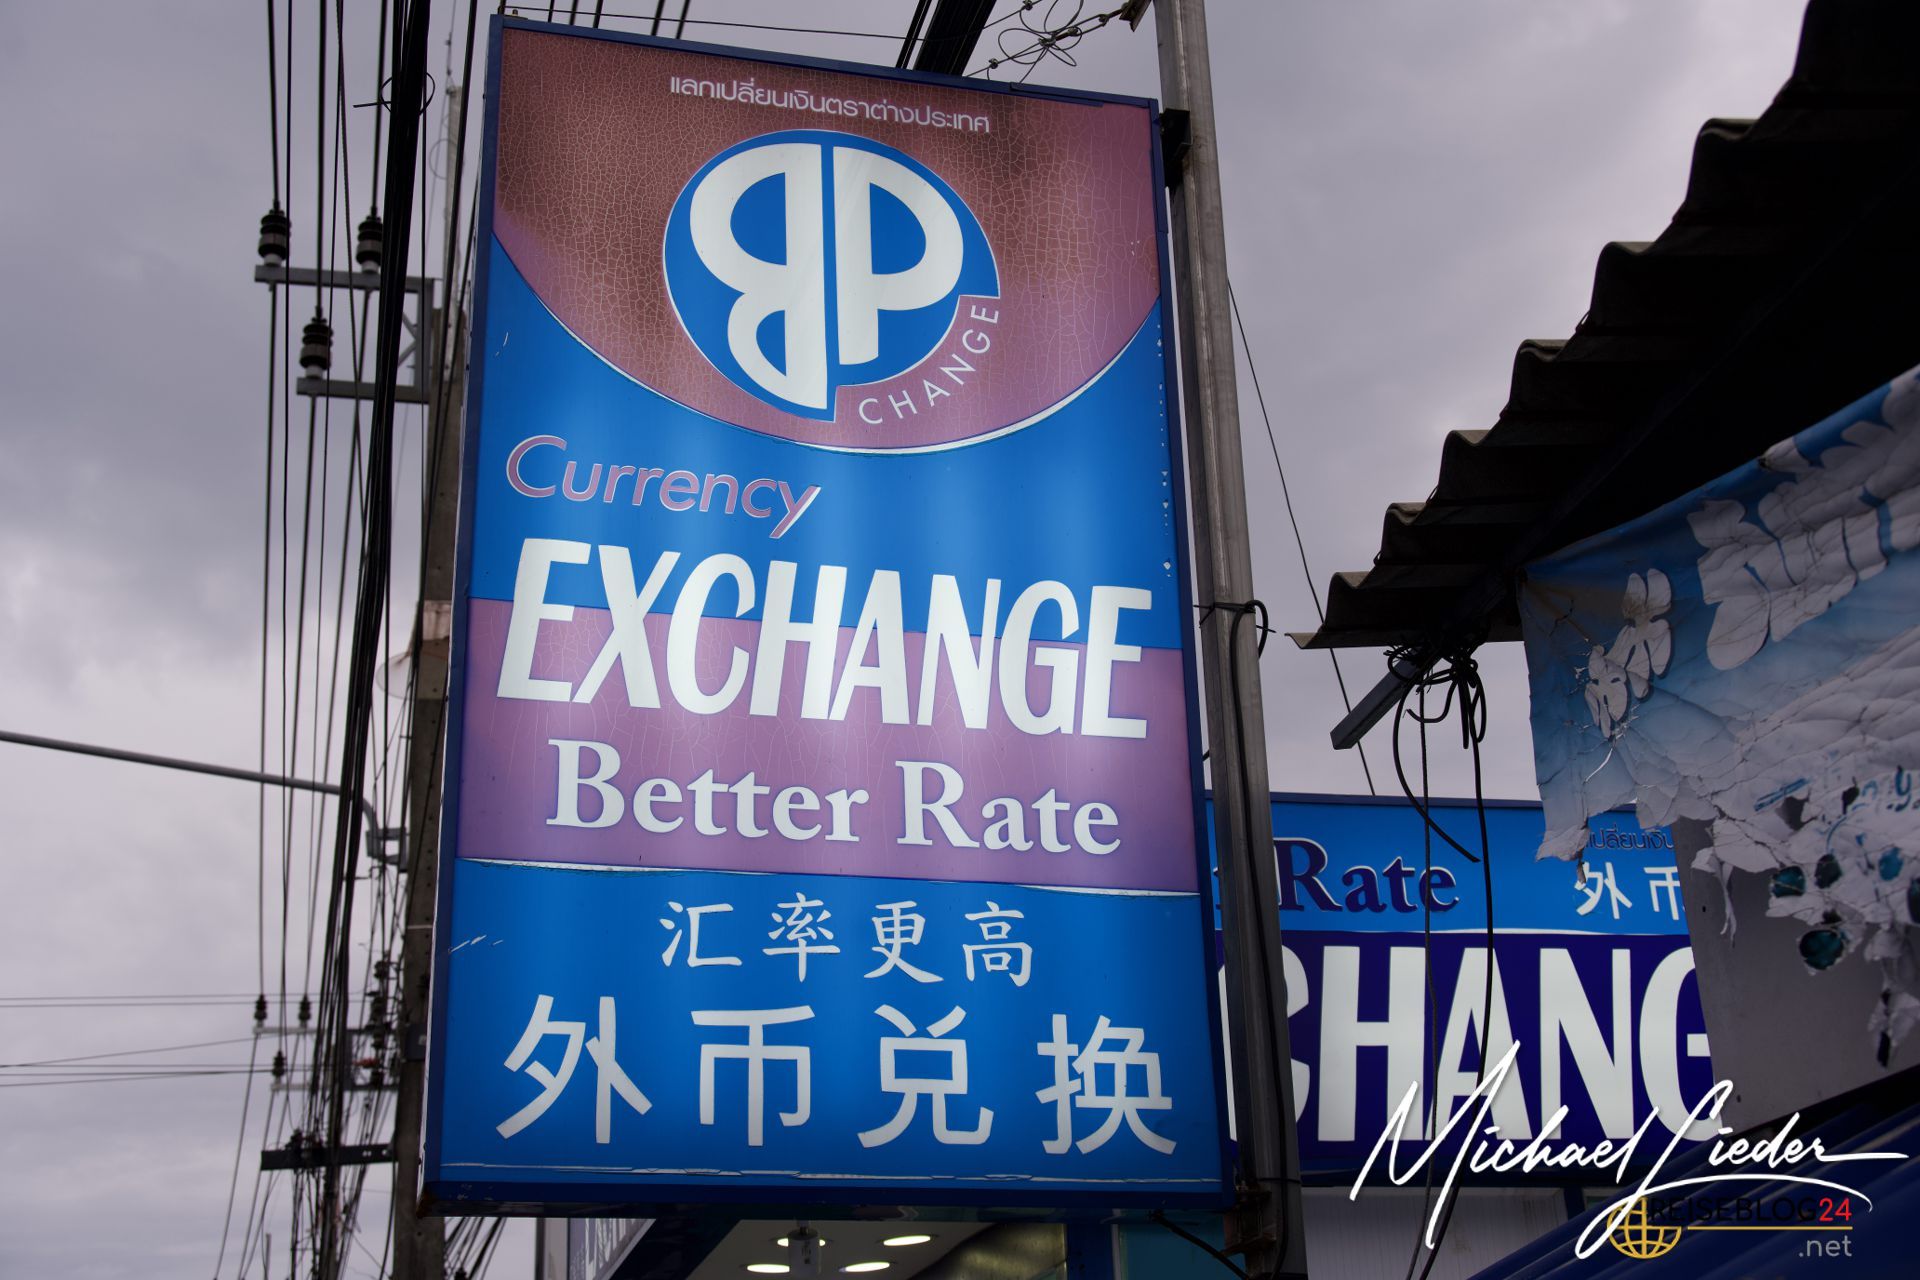 แลกเปลี่ยนเงินตราต่างประเทศ
BP
CHANGE
Currency
EXCHANGE
Better Rate
汇率更高
外币兑换
Rate
外币
CHANG
Michael Lieder
REISEBLOG24
.net